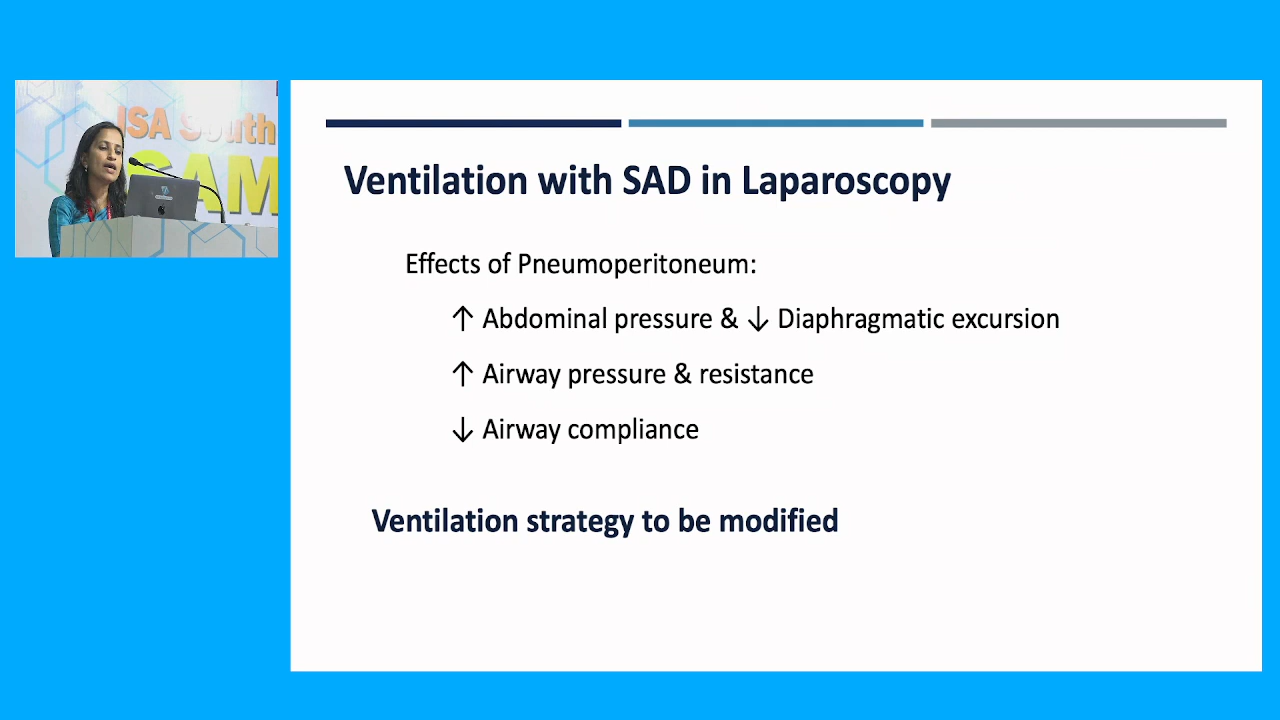 ISA South
Ventilation with SAD in Laparoscopy
Effects of Pneumoperitoneum:
↑ Abdominal pressure & ↓ Diaphragmatic excursion
↑ Airway pressure & resistance
↓ Airway compliance
Ventilation strategy to be modified